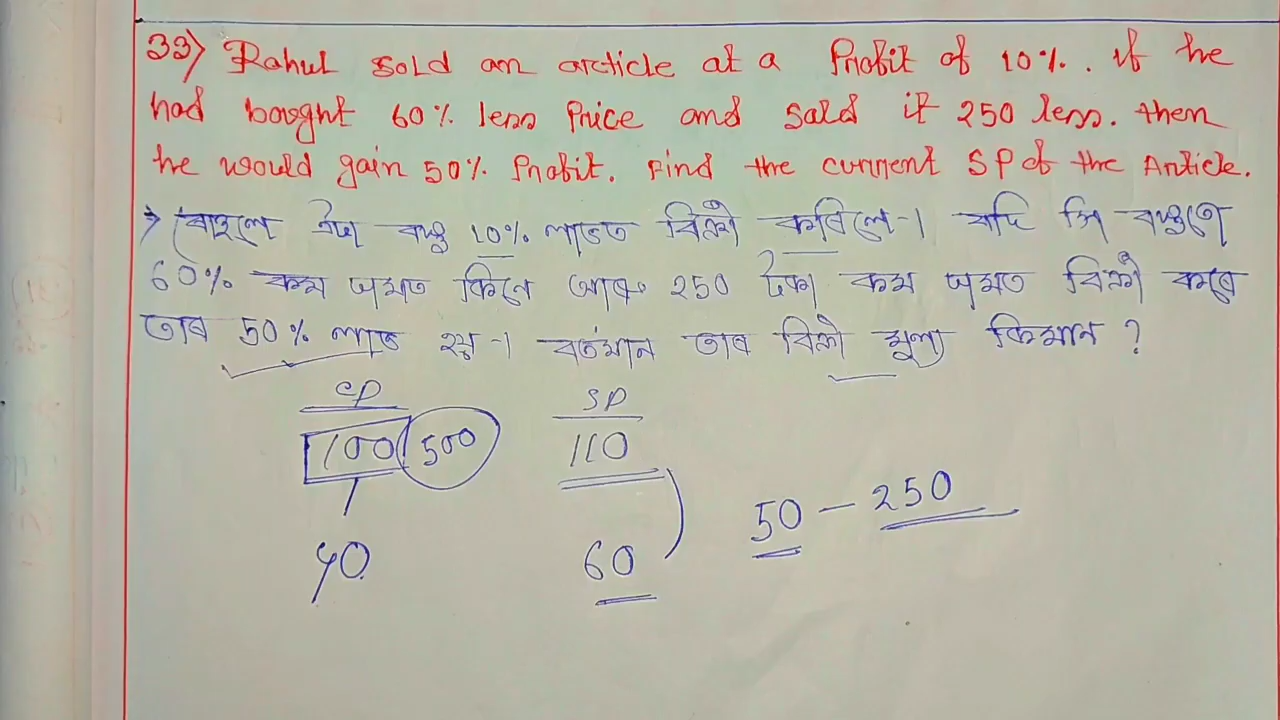 33) Rahul sold an article at a Profit of 10%. if he
had bought 60% less Price and Sold it 250 less. then
he would gain 50% Profit. Find the current SP of the Article.
⇒ ৰাহুলে এটা বস্তু 10% লাভত বিক্ৰী কৰিলে। যদি সি বস্তুটো
60% কম দামত কিনে আৰু 250 টকা কম দামত বিক্ৰী কৰে
তাৰ 50% লাভ হয়। বৰ্তমান তাৰ বিক্ৰী মূল্য কিমান ?
CP SP
100 500 110
50 — 250
40 60